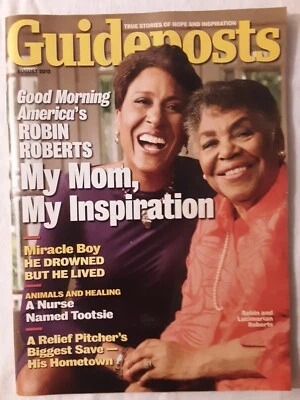 TRUE STORIES OF HOPE AND INSPIRATION
Guideposts
AUGUST 2012
Good Morning
America's
ROBIN
ROBERTS
My Mom,
My Inspiration
Miracle Boy
HE DROWNED
BUT HE LIVED
ANIMALS AND HEALING
A Nurse
Named Tootsie
A Relief Pitcher's
Biggest Save—
His Hometown
Robin and
Lucimarian
Roberts